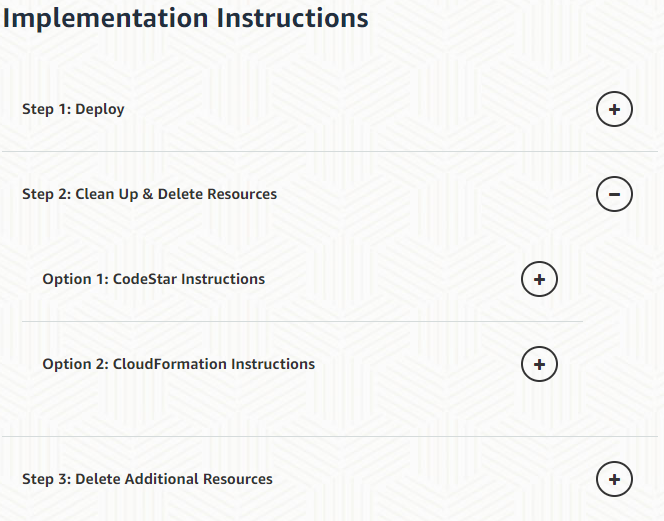 Implementation Instructions
Step 1: Deploy
Step 2: Clean Up & Delete Resources
Option 1: CodeStar Instructions
Option 2: CloudFormation Instructions
Step 3: Delete Additional Resources